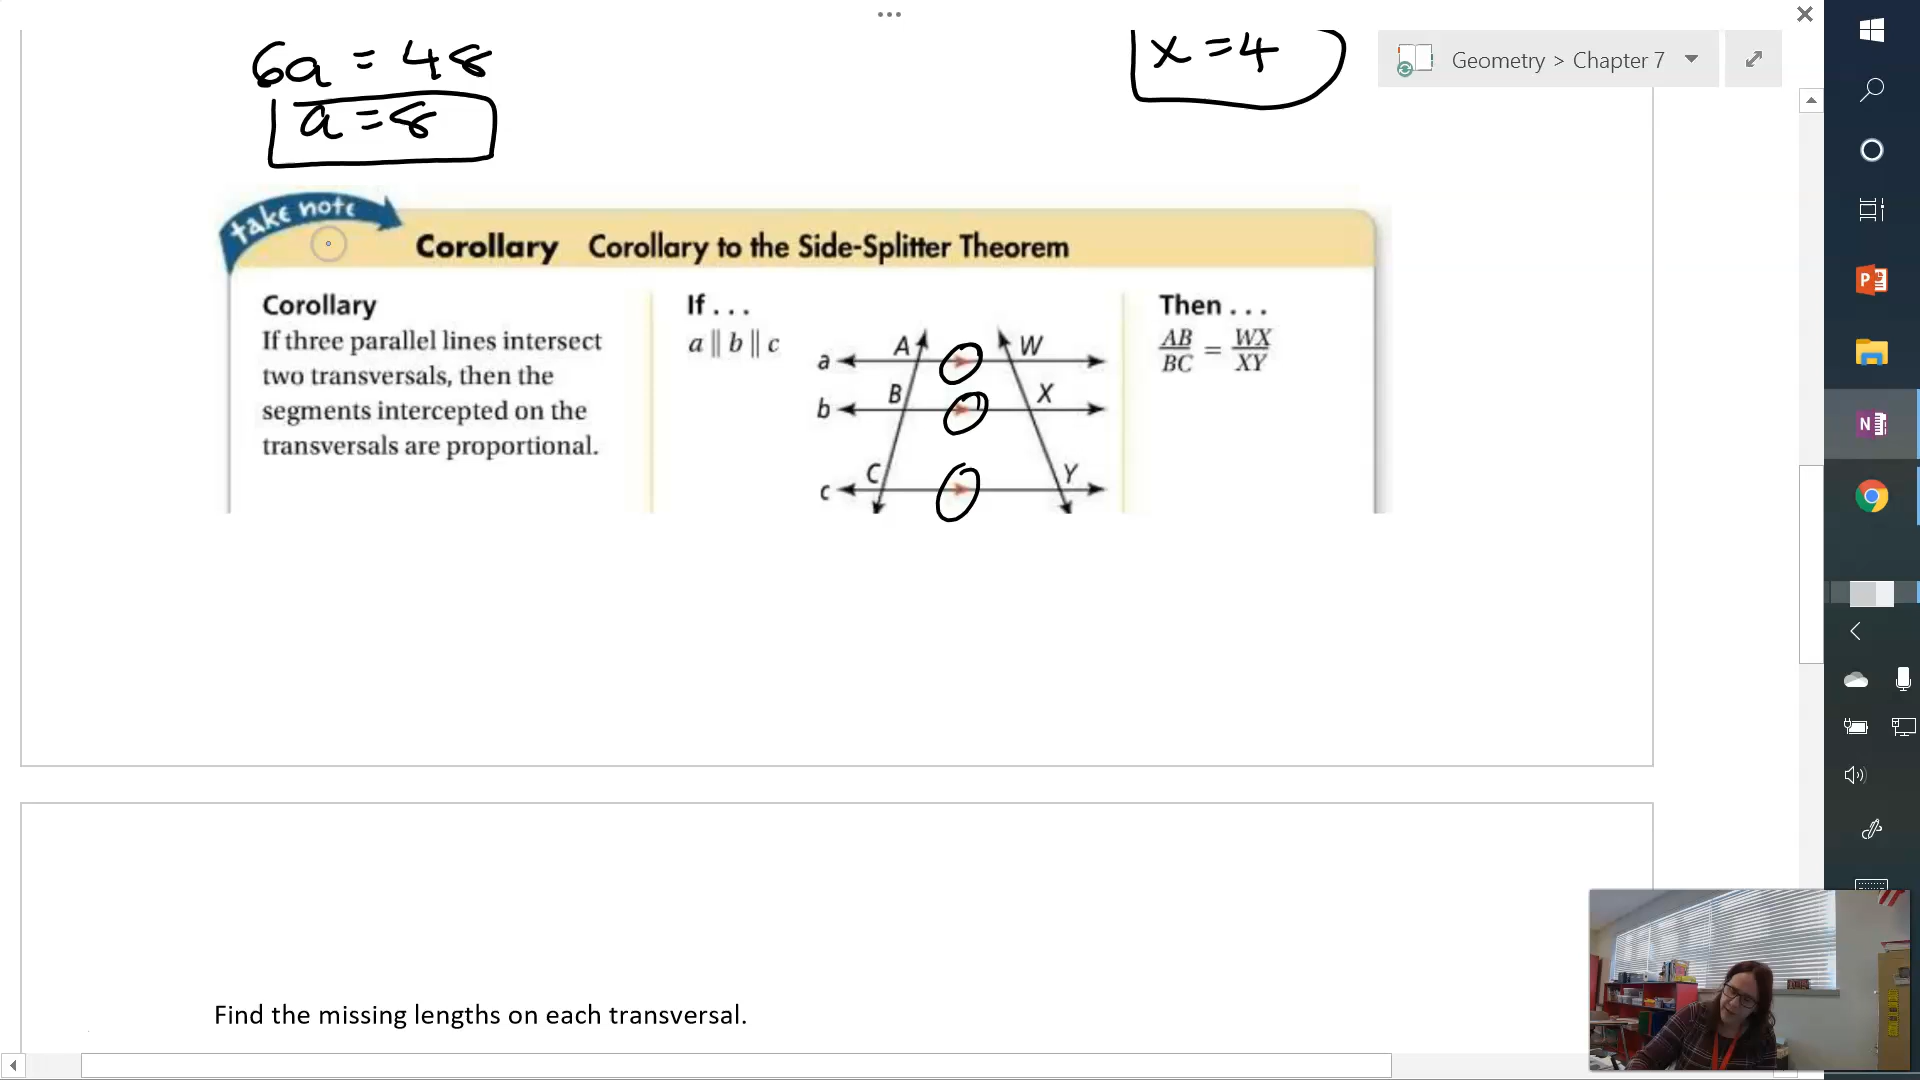 6a = 48
a = 8
x = 4
Geometry > Chapter 7
take note
Corollary Corollary to the Side-Splitter Theorem
Corollary
If three parallel lines intersect
two transversals, then the
segments intercepted on the
transversals are proportional.
If . . .
a || b || c
A W
a
B X
b
C Y
c
Then . . .
AB/BC = WX/XY
Find the missing lengths on each transversal.